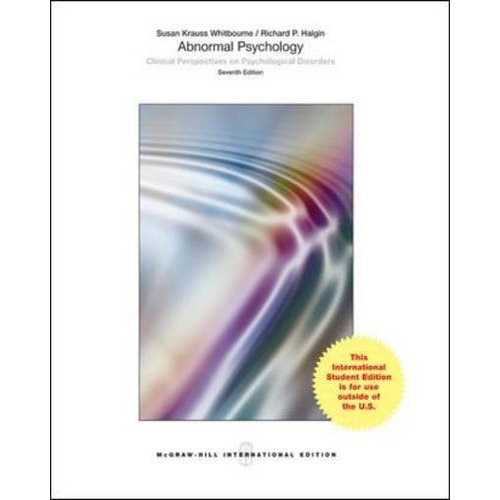 Susan Krauss Whitbourne / Richard P. Halgin
Abnormal Psychology
Clinical Perspectives on Psychological Disorders
Seventh Edition
This
International
Student Edition
is for use
outside of
the U.S.
McGRAW-HILL INTERNATIONAL EDITION